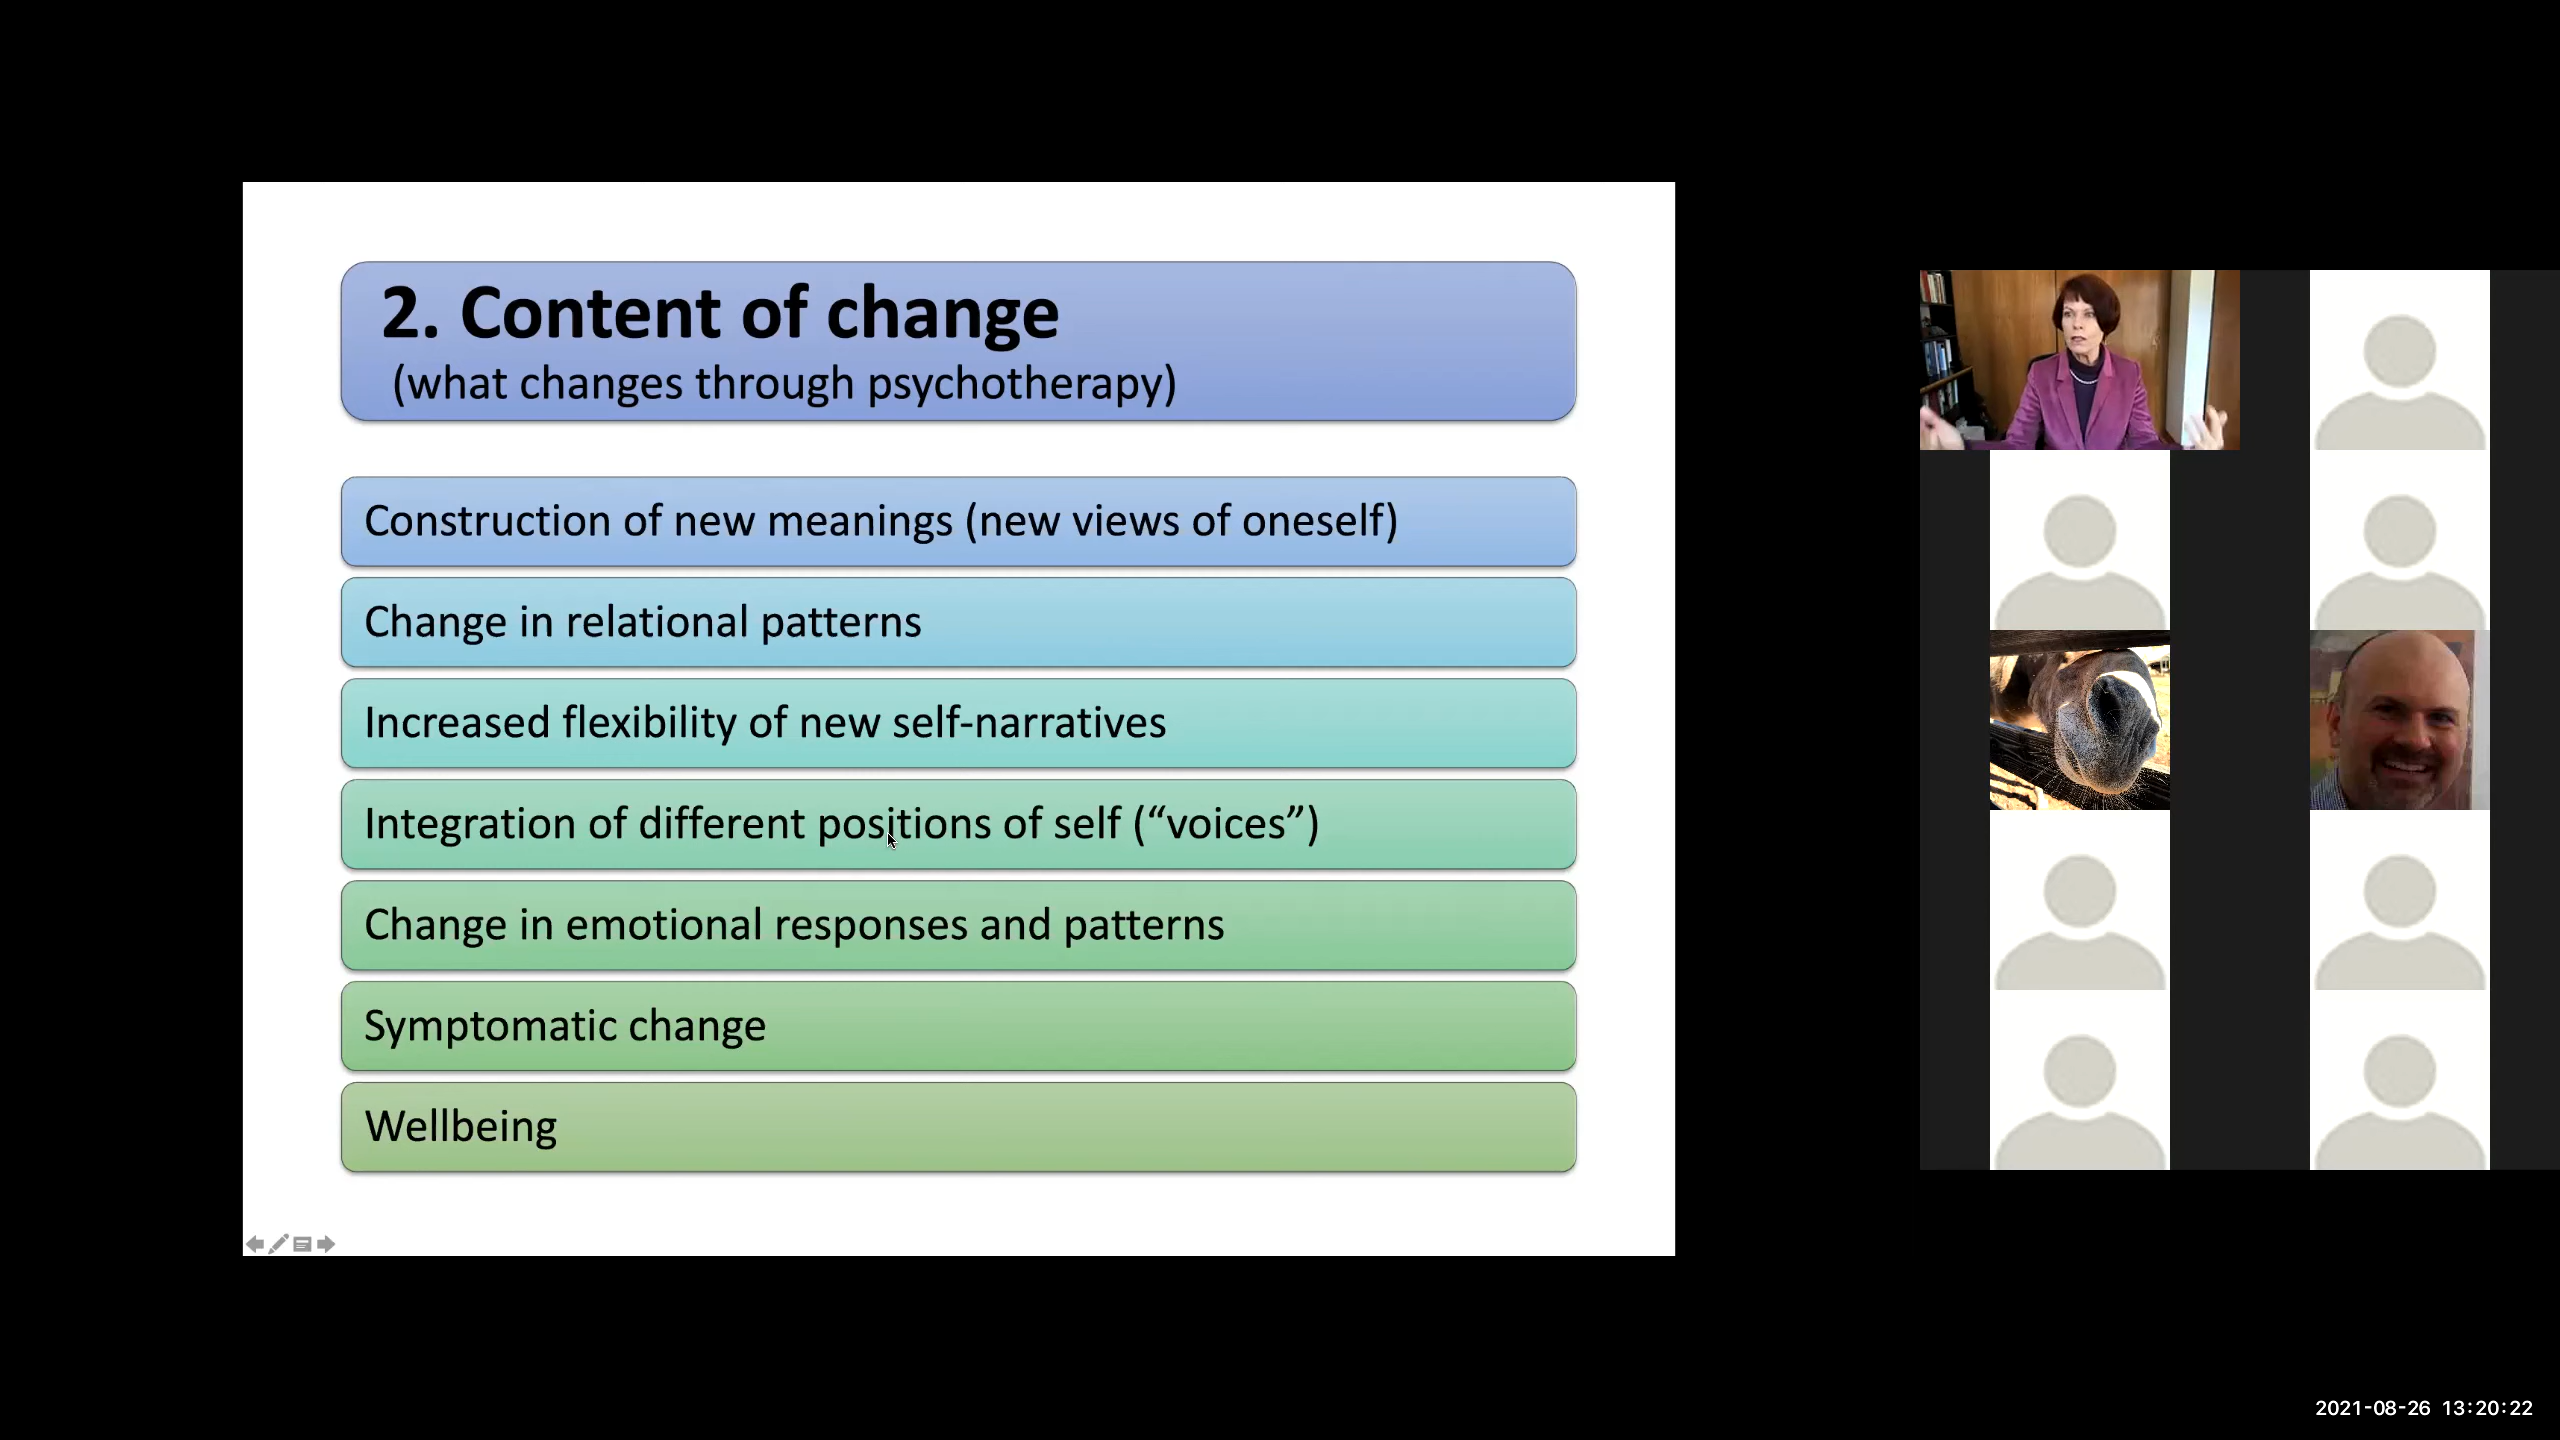 2. Content of change
(what changes through psychotherapy)
Construction of new meanings (new views of oneself)
Change in relational patterns
Increased flexibility of new self-narratives
Integration of different positions of self (“voices”)
Change in emotional responses and patterns
Symptomatic change
Wellbeing
2021-08-26 13:20:22